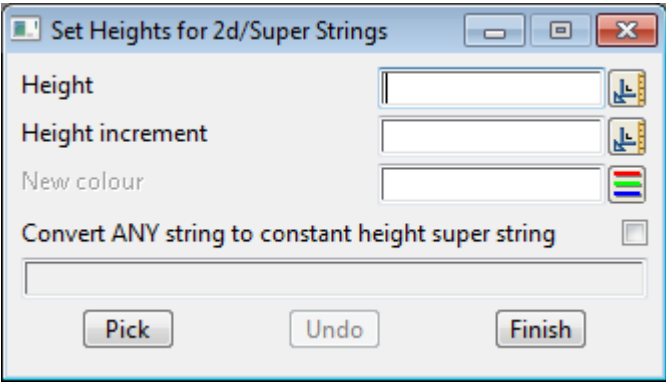 Set Heights for 2d/Super Strings
Height
Height increment
New colour
Convert ANY string to constant height super string
Pick Undo Finish